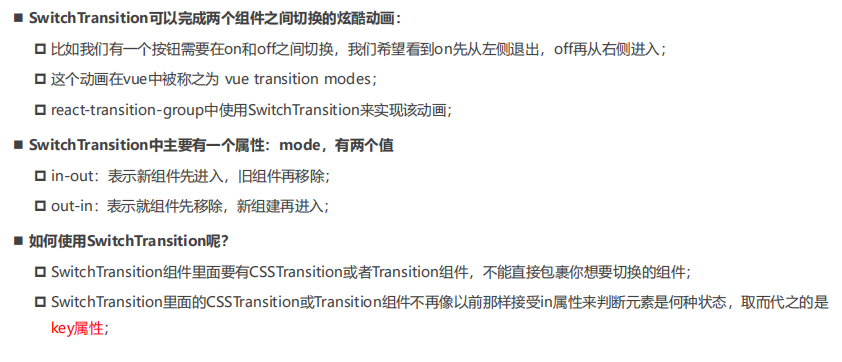 ■ SwitchTransition可以完成两个组件之间切换的炫酷动画：
□ 比如我们有一个按钮需要在on和off之间切换，我们希望看到on先从左侧退出，off再从右侧进入；
□ 这个动画在vue中被称之为 vue transition modes；
□ react-transition-group中使用SwitchTransition来实现该动画；
■ SwitchTransition中主要有一个属性：mode，有两个值
□ in-out：表示新组件先进入，旧组件再移除；
□ out-in：表示就组件先移除，新组建再进入；
■ 如何使用SwitchTransition呢？
□ SwitchTransition组件里面要有CSSTransition或者Transition组件，不能直接包裹你想要切换的组件；
□ SwitchTransition里面的CSSTransition或Transition组件不再像以前那样接受in属性来判断元素是何种状态，取而代之的是
key属性；